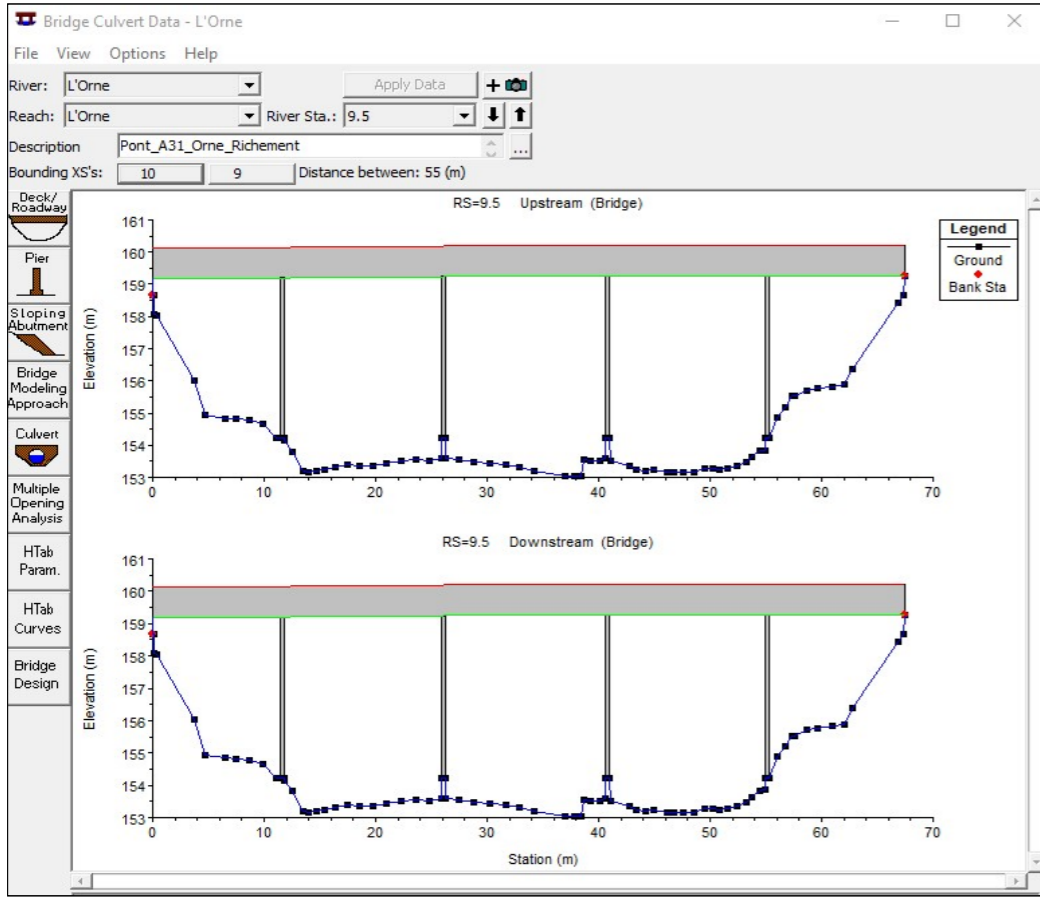 Bridge Culvert Data - L'Orne
File View Options Help
River: L'Orne Apply Data +
Reach: L'Orne River Sta.: 9.5
Description Pont_A31_Orne_Richement ...
Bounding XS's: 10 9 Distance between: 55 (m)
Deck/
Roadway
Pier
Sloping
Abutment
Bridge
Modeling
Approach
Culvert
Multiple
Opening
Analysis
HTab
Param.
HTab
Curves
Bridge
Design
RS=9.5 Upstream (Bridge)
161
160
159
158
157
156
155
154
153
Elevation (m)
0 10 20 30 40 50 60 70
Legend
Ground
Bank Sta
RS=9.5 Downstream (Bridge)
161
160
159
158
157
156
155
154
153
Elevation (m)
0 10 20 30 40 50 60 70
Station (m)